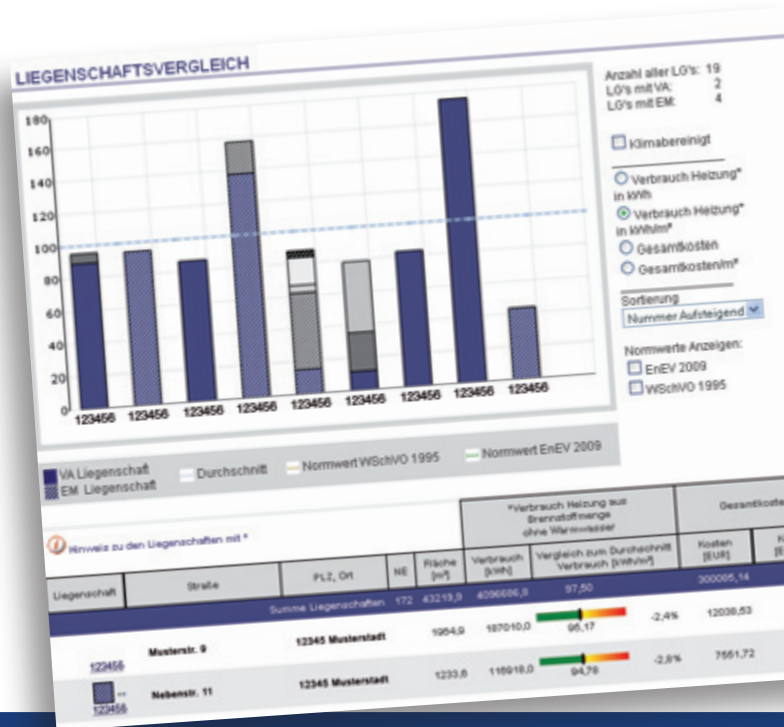 LIEGENSCHAFTSVERGLEICH
Anzahl aller LG's: 19
LG's mit VA: 2
LG's mit EM: 4
Klimabereinigt
Verbrauch Heizung*
in kWh
Verbrauch Heizung*
in kWh/m²
Gesamtkosten
Gesamtkosten/m²
Sortierung
Nummer Aufsteigend
Normwerte Anzeigen:
EnEV 2009
WSchVO 1995
180
160
140
120
100
80
60
40
20
0
123456 123456 123456 123456 123456 123456 123456 123456 123456
VA Liegenschaft Durchschnitt Normwert WSchVO 1995 Normwert EnEV 2009
EM Liegenschaft
Hinweis zu den Liegenschaften mit *
*Verbrauch Heizung aus
Brennstoffmenge
ohne Warmwasser
Gesamtkoste
Liegenschaft Straße PLZ, Ort NE Fläche [m²] Verbrauch [kWh] Vergleich zum Durchschnitt Verbrauch [kWh/m²] Kosten [EUR]
Summe Liegenschaften 172 43213,9 4096686,8 97,50 300085,14
123456 Musterstr. 9 12345 Musterstadt 1964,9 187010,0 95,17 -2,4% 12038,53
123456 -- Nebenstr. 11 12345 Musterstadt 1233,6 116918,0 94,78 -2,8% 7551,72